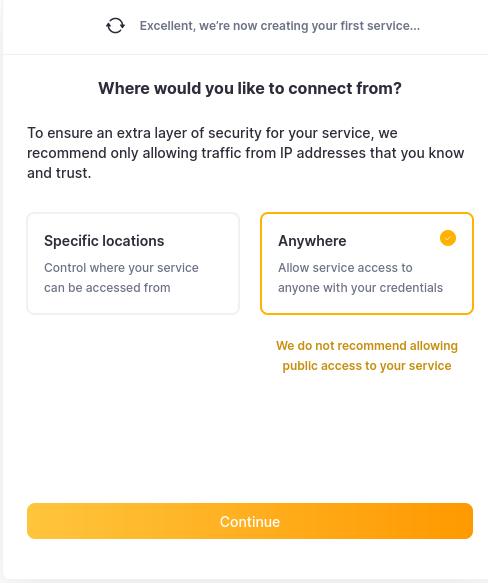 Excellent, we’re now creating your first service...
Where would you like to connect from?
To ensure an extra layer of security for your service, we
recommend only allowing traffic from IP addresses that you know
and trust.
Specific locations
Control where your service
can be accessed from
Anywhere
Allow service access to
anyone with your credentials
We do not recommend allowing
public access to your service
Continue